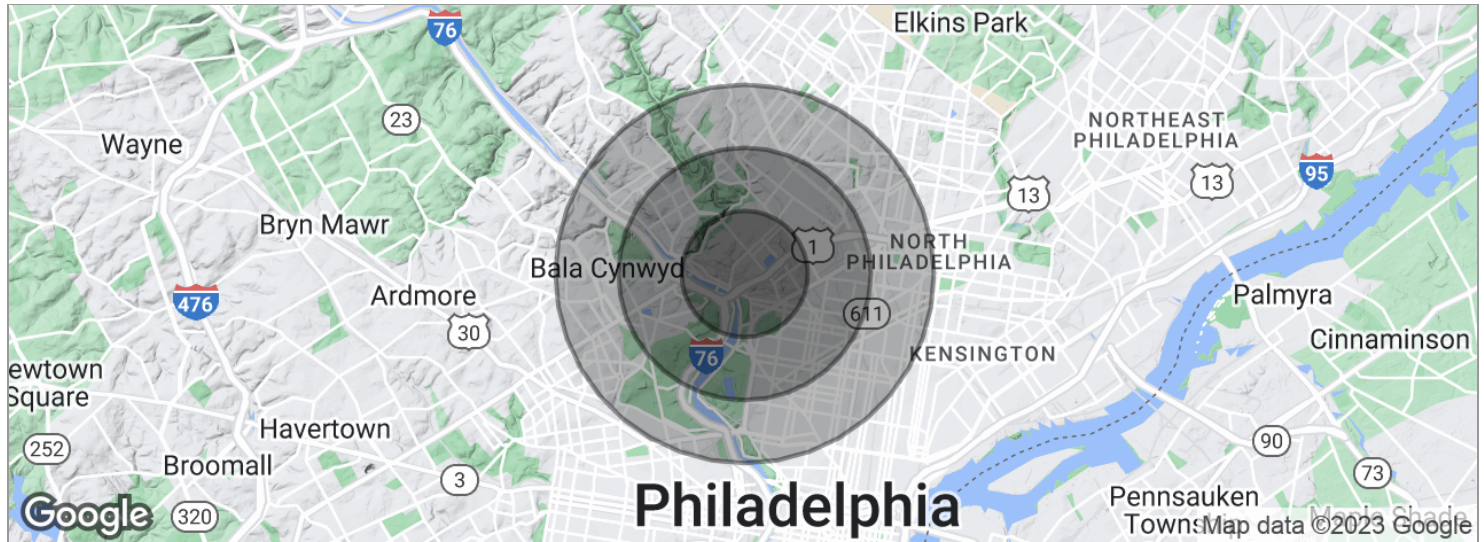 Elkins Park
76
23
NORTHEAST
PHILADELPHIA
Wayne
95
13
13
Bryn Mawr
1
NORTH
PHILADELPHIA
Bala Cynwyd
Ardmore
476
Palmyra
30
611
Cinnaminson
KENSINGTON
76
ewtown
Square
Havertown
90
252
Broomall
3
73
Philadelphia
Pennsauken
Towns
Google
320
Maple Shade
Map data ©2023 Google